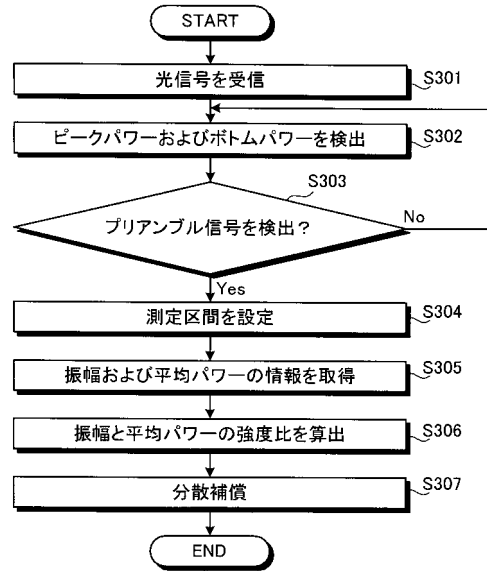 START
光信号を受信
S301
ピークパワーおよびボトムパワーを検出
S302
S303
プリアンブル信号を検出?
No
Yes
測定区間を設定
S304
振幅および平均パワーの情報を取得
S305
振幅と平均パワーの強度比を算出
S306
分散補償
S307
END